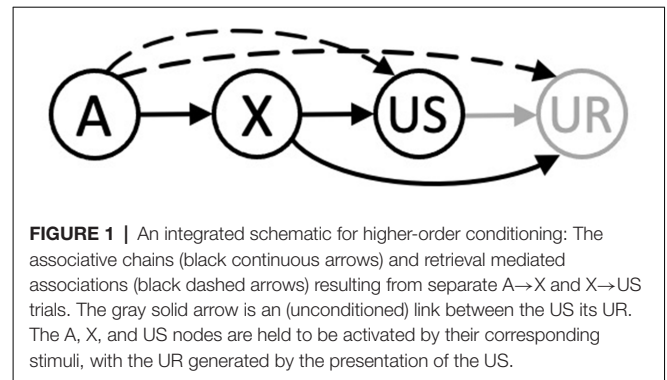 A X US UR
FIGURE 1 | An integrated schematic for higher-order conditioning: The
associative chains (black continuous arrows) and retrieval mediated
associations (black dashed arrows) resulting from separate A→X and X→US
trials. The gray solid arrow is an (unconditioned) link between the US its UR.
The A, X, and US nodes are held to be activated by their corresponding
stimuli, with the UR generated by the presentation of the US.